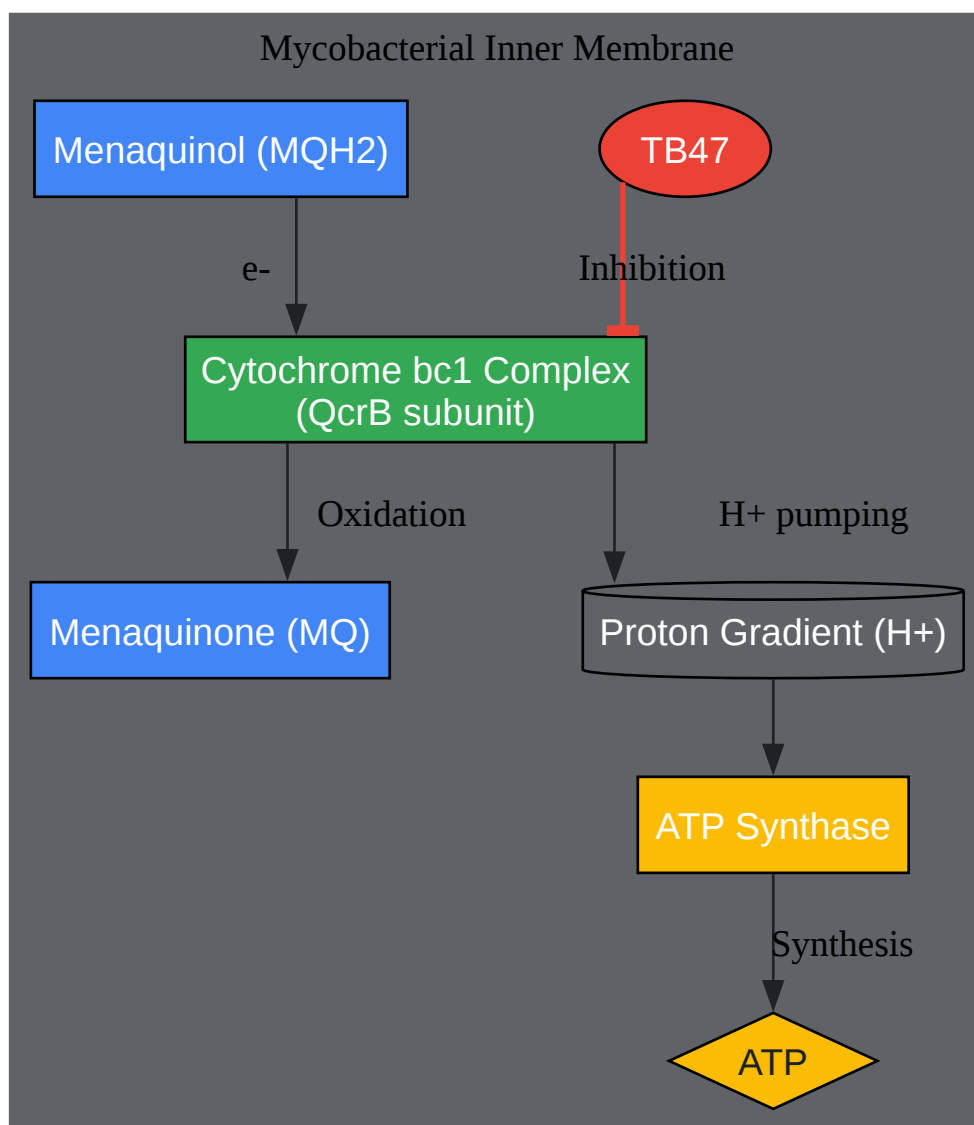 Mycobacterial Inner Membrane
Menaquinol (MQH2)
TB47
e-
Inhibition
Cytochrome bc1 Complex
(QcrB subunit)
Oxidation
H+ pumping
Menaquinone (MQ)
Proton Gradient (H+)
ATP Synthase
Synthesis
ATP